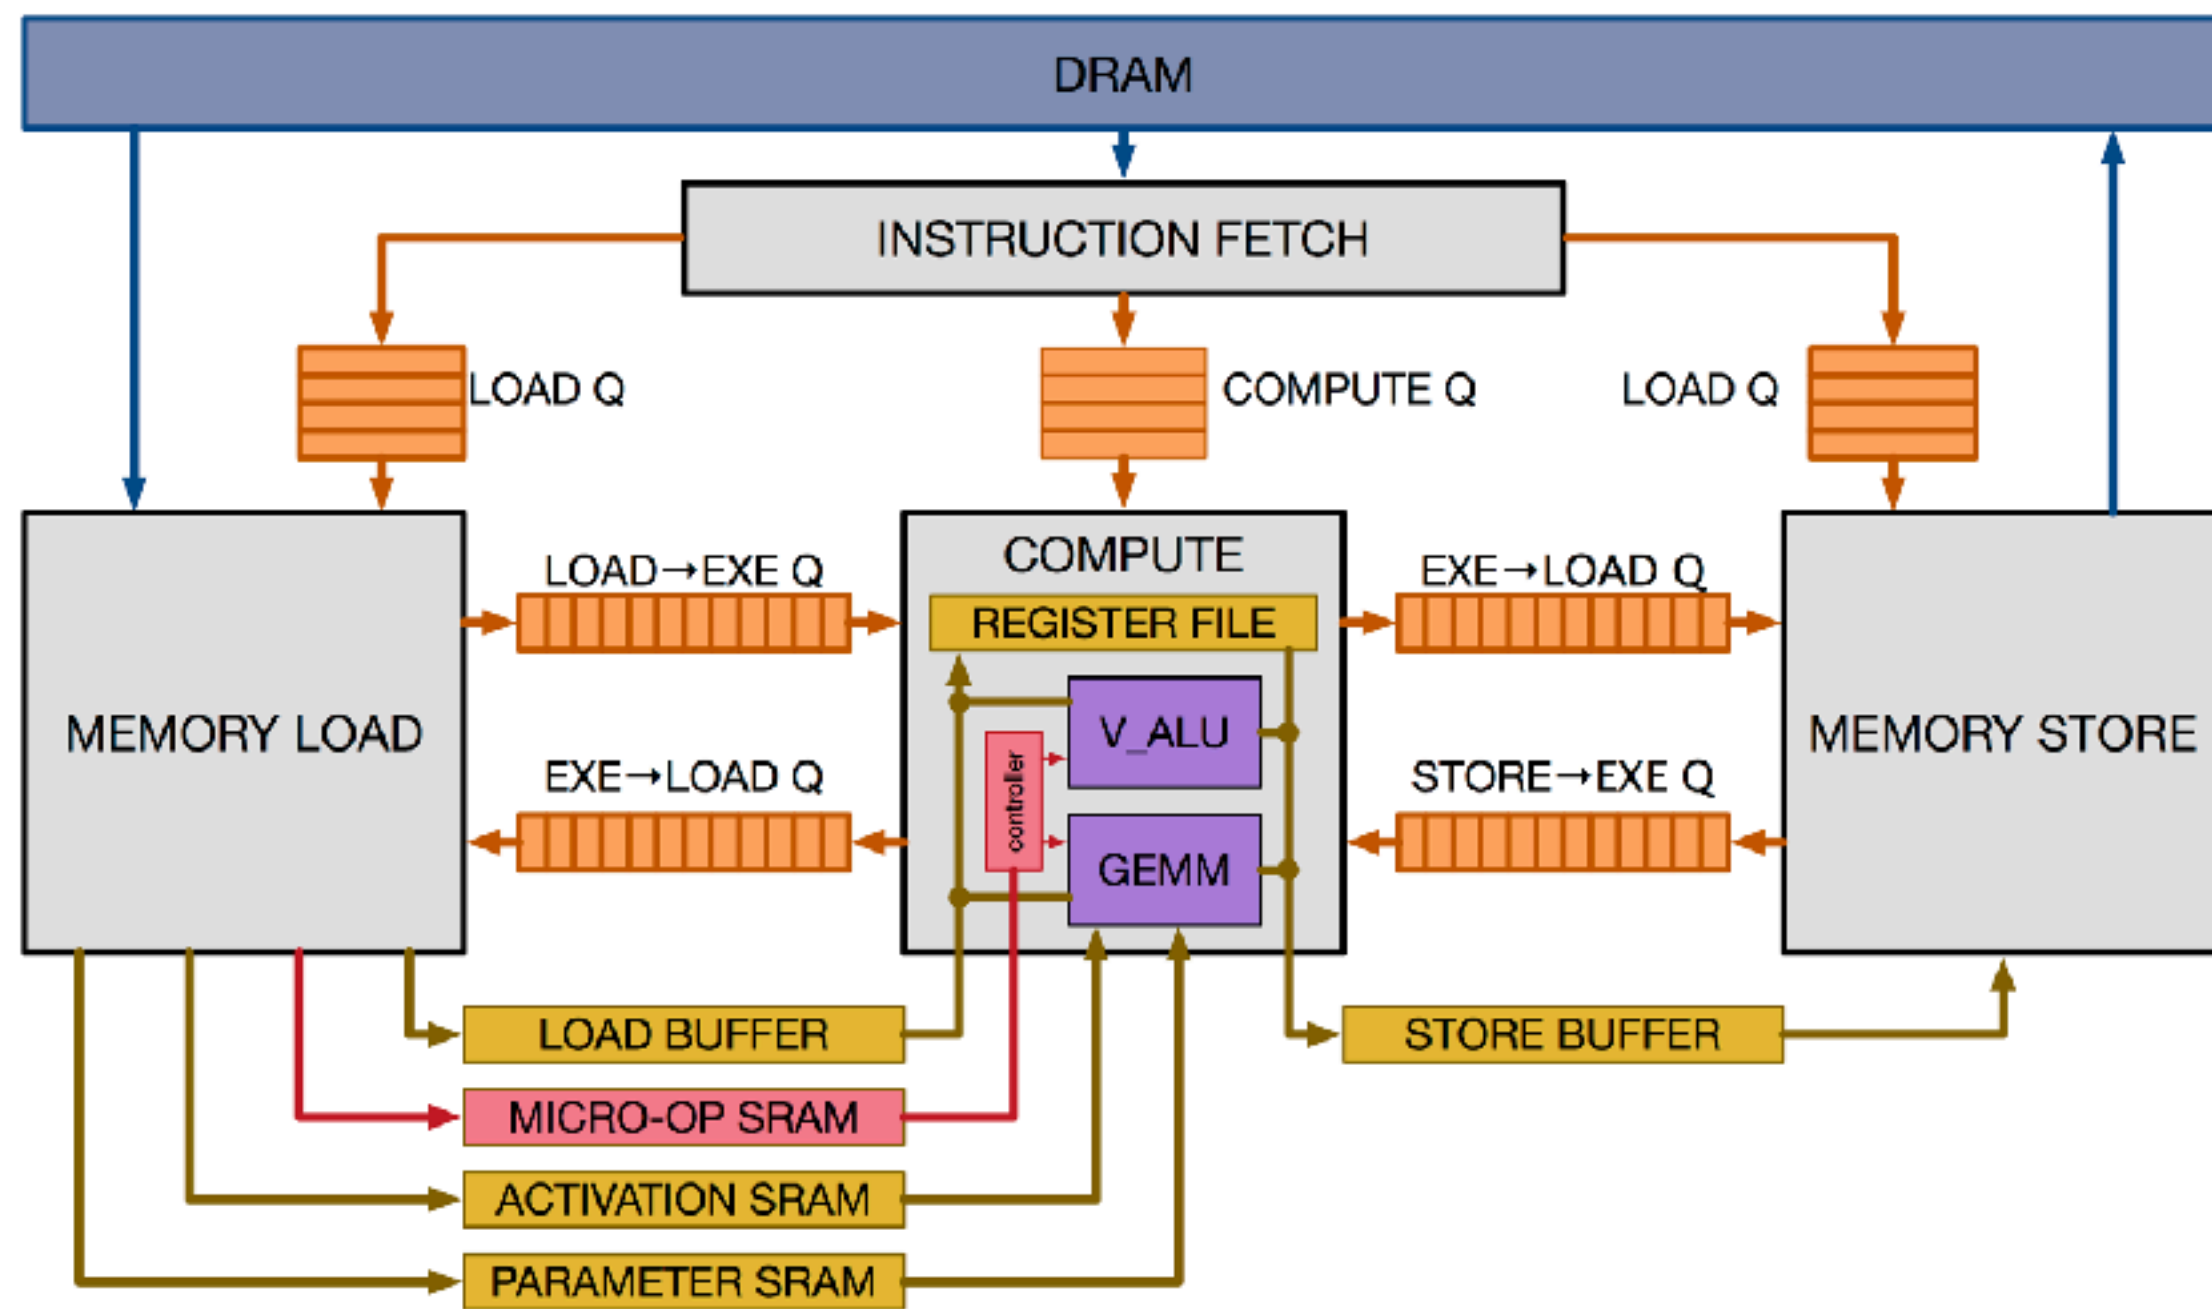 DRAM
INSTRUCTION FETCH
LOAD Q
COMPUTE Q
LOAD Q
MEMORY LOAD
LOAD→EXE Q
EXE→LOAD Q
COMPUTE
REGISTER FILE
V_ALU
controller
GEMM
EXE→LOAD Q
STORE→EXE Q
MEMORY STORE
LOAD BUFFER
STORE BUFFER
MICRO-OP SRAM
ACTIVATION SRAM
PARAMETER SRAM